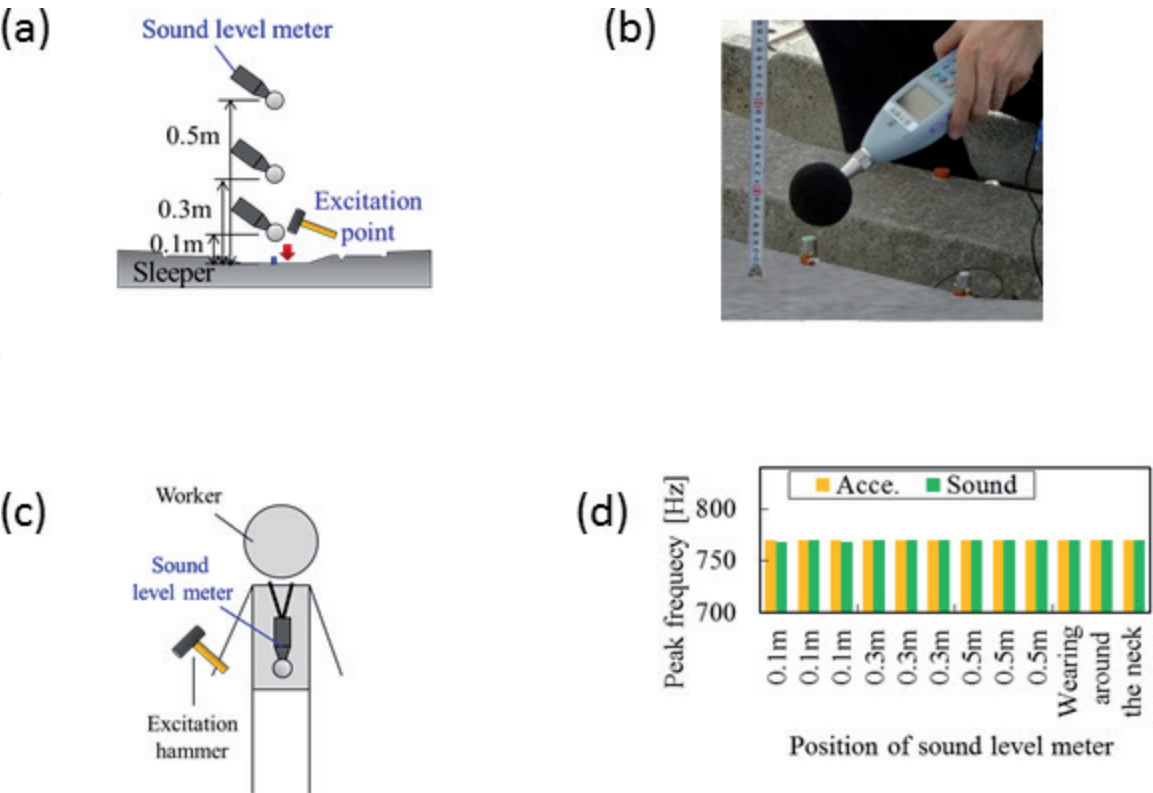 (a)
Sound level meter
0.5m
0.3m
0.1m
Excitation
point
Sleeper
(b)
(c)
Worker
Sound
level meter
Excitation
hammer
(d)
Peak frequecy [Hz]
Acce. Sound
800
750
700
0.1m 0.1m 0.1m 0.3m 0.3m 0.3m 0.5m 0.5m 0.5m Wearing around the neck
Position of sound level meter